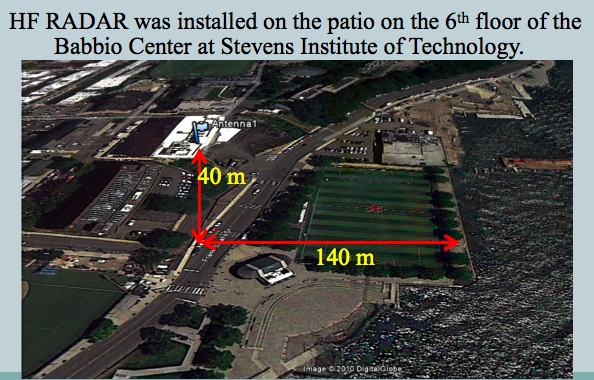 HF RADAR was installed on the patio on the 6th floor of the
Babbio Center at Stevens Institute of Technology.
Antenna1
40 m
140 m
Image © 2010 DigitalGlobe